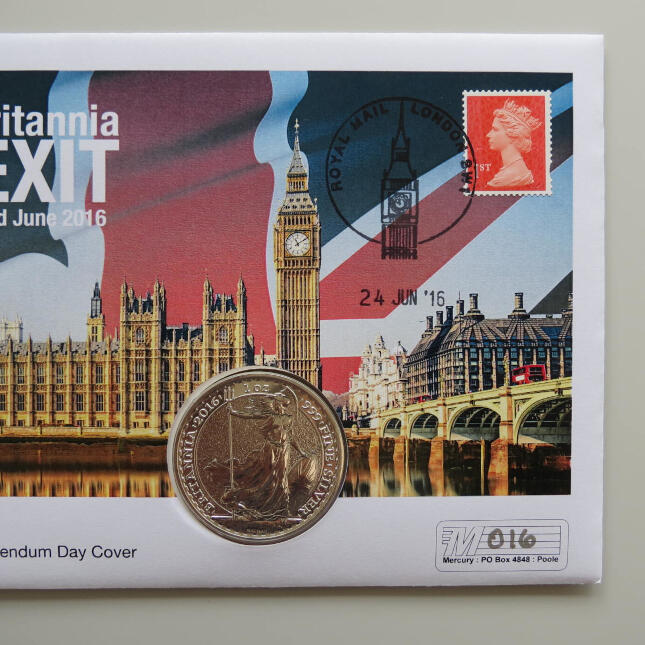 ritannia
EXIT
d June 2016
ROYAL MAIL LONDON SW1
1ST
24 JUN '16
BRITANNIA 2016 1 OZ 999 FINE SILVER
endum Day Cover
M 016
Mercury : PO Box 4848 : Poole